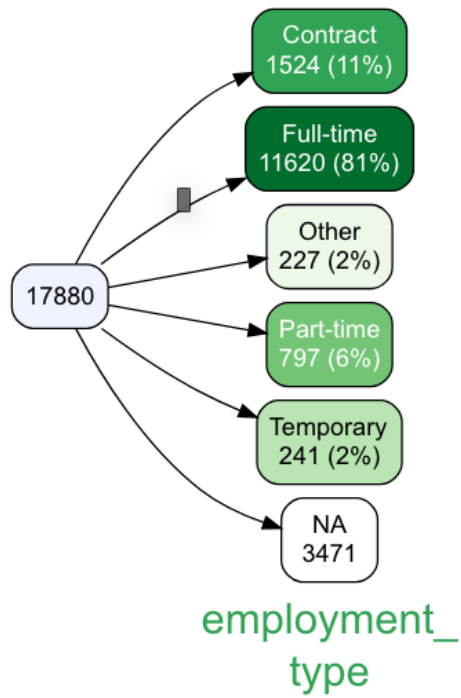 Contract
1524 (11%)
Full-time
11620 (81%)
Other
227 (2%)
17880
Part-time
797 (6%)
Temporary
241 (2%)
NA
3471
employment_
type